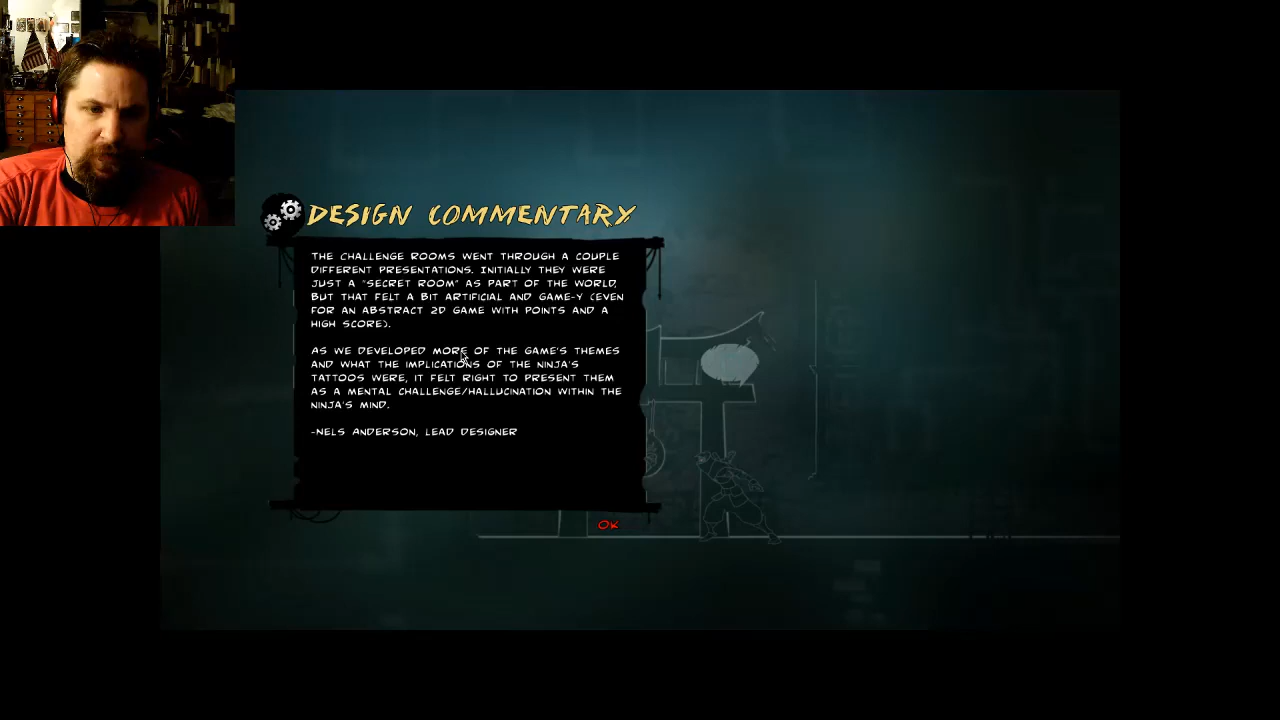 DESIGN COMMENTARY
THE CHALLENGE ROOMS WENT THROUGH A COUPLE
DIFFERENT PRESENTATIONS. INITIALLY THEY WERE
JUST A "SECRET ROOM" AS PART OF THE WORLD,
BUT THAT FELT A BIT ARTIFICIAL AND GAME-Y (EVEN
FOR AN ABSTRACT 2D GAME WITH POINTS AND A
HIGH SCORE).
AS WE DEVELOPED MORE OF THE GAME'S THEMES
AND WHAT THE IMPLICATIONS OF THE NINJA'S
TATTOOS WERE, IT FELT RIGHT TO PRESENT THEM
AS A MENTAL CHALLENGE/HALLUCINATION WITHIN THE
NINJA'S MIND.
-NELS ANDERSON, LEAD DESIGNER
OK